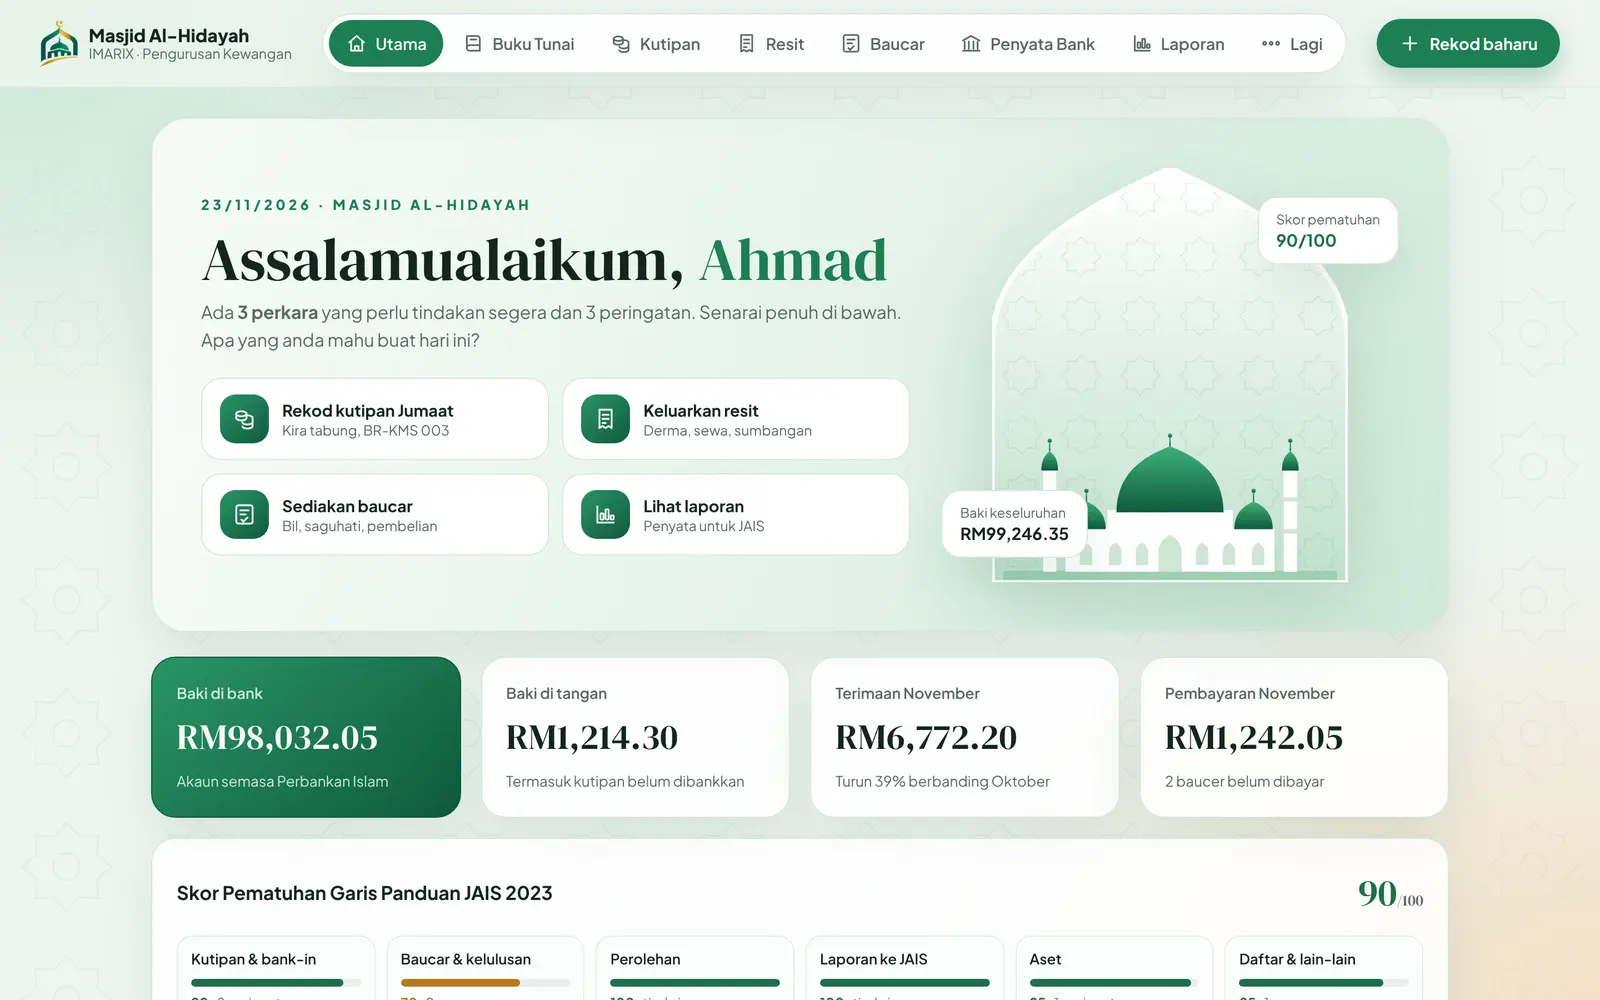 Masjid Al-Hidayah
IMARIX · Pengurusan Kewangan
Utama
Buku Tunai
Kutipan
Resit
Baucar
Penyata Bank
Laporan
Lagi
Rekod baharu
23/11/2026 · MASJID AL-HIDAYAH
Assalamualaikum, Ahmad
Ada 3 perkara yang perlu tindakan segera dan 3 peringatan. Senarai penuh di bawah.
Apa yang anda mahu buat hari ini?
Rekod kutipan Jumaat
Kira tabung, BR-KMS 003
Keluarkan resit
Derma, sewa, sumbangan
Sediakan baucar
Bil, saguhati, pembelian
Lihat laporan
Penyata untuk JAIS
Skor pematuhan
90/100
Baki keseluruhan
RM99,246.35
Baki di bank
RM98,032.05
Akaun semasa Perbankan Islam
Baki di tangan
RM1,214.30
Termasuk kutipan belum dibankkan
Terimaan November
RM6,772.20
Turun 39% berbanding Oktober
Pembayaran November
RM1,242.05
2 baucer belum dibayar
Skor Pematuhan Garis Panduan JAIS 2023
90/100
Kutipan & bank-in
Baucar & kelulusan
Perolehan
Laporan ke JAIS
Aset
Daftar & lain-lain